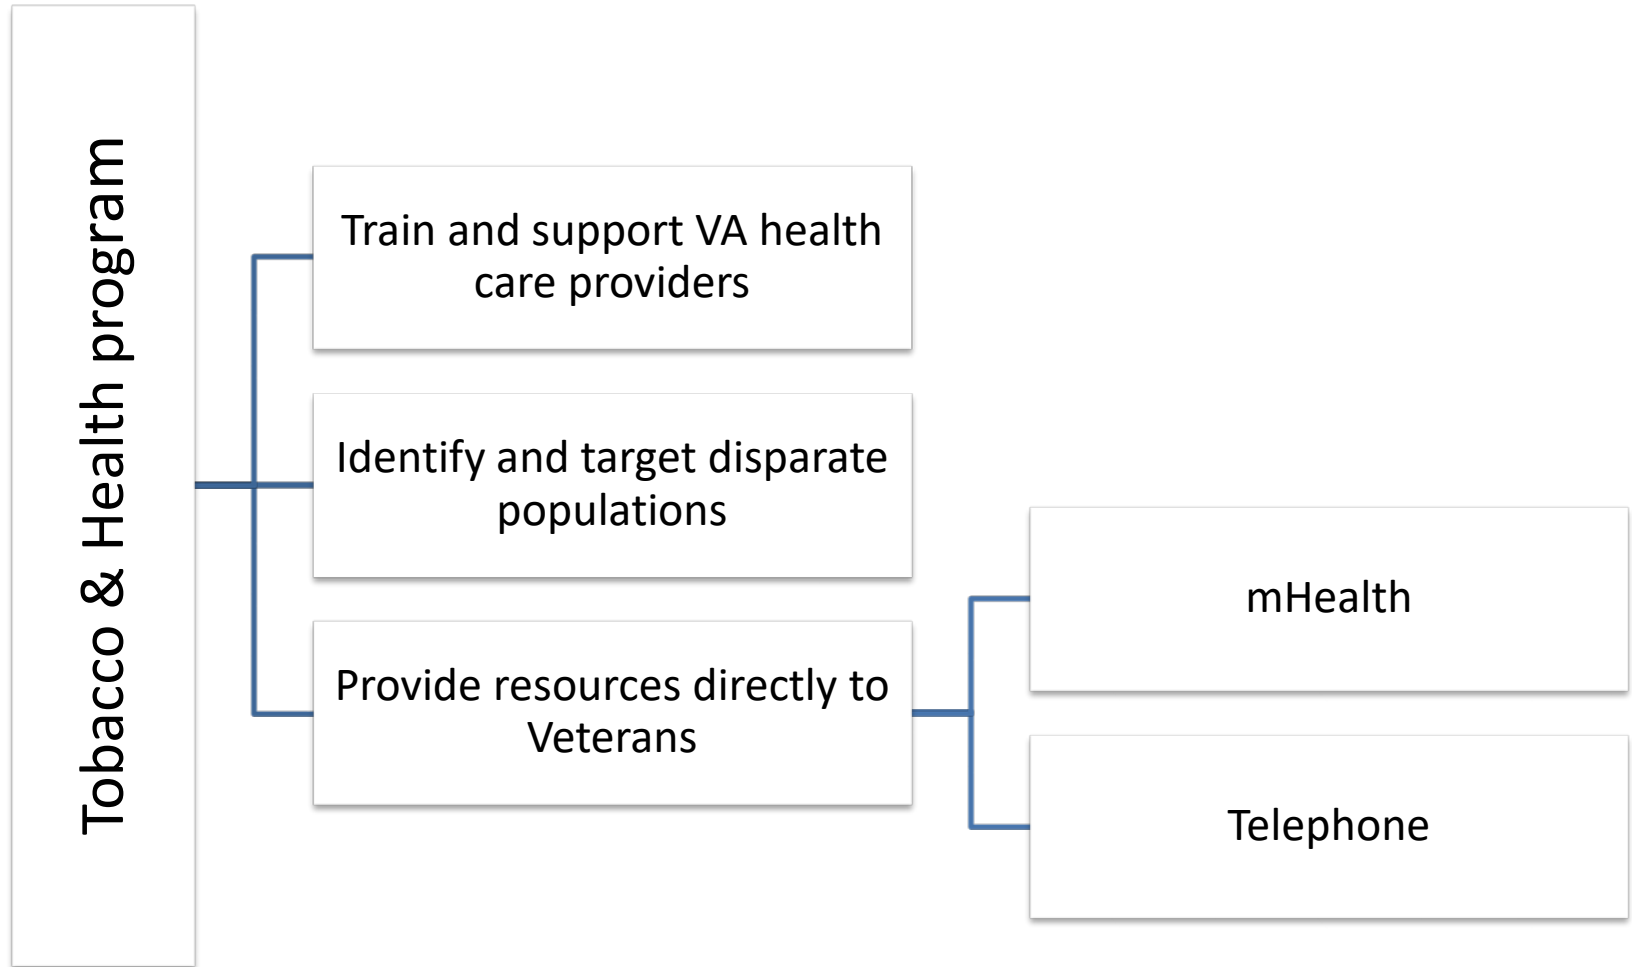 Tobacco & Health program
Train and support VA health
care providers
Identify and target disparate
populations
Provide resources directly to
Veterans
mHealth
Telephone